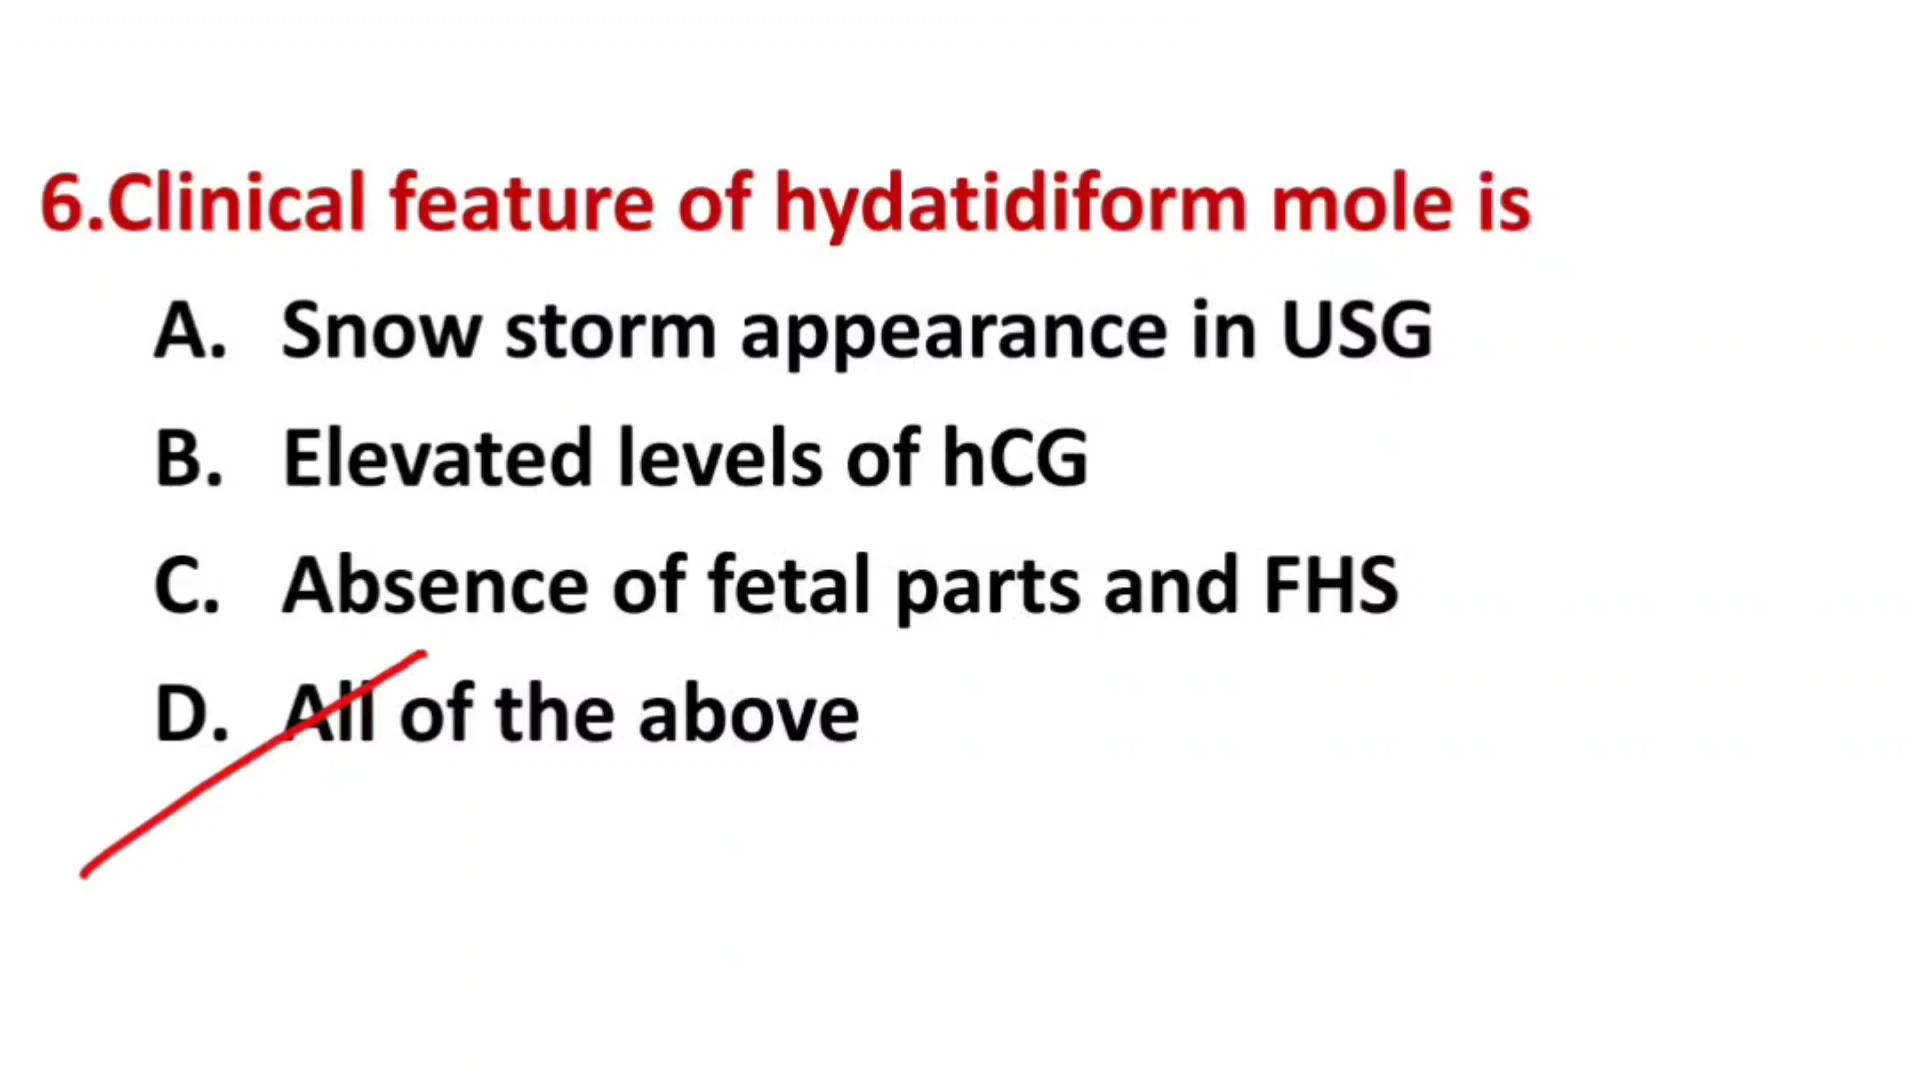 6.Clinical feature of hydatidiform mole is
A. Snow storm appearance in USG
B. Elevated levels of hCG
C. Absence of fetal parts and FHS
D. All of the above